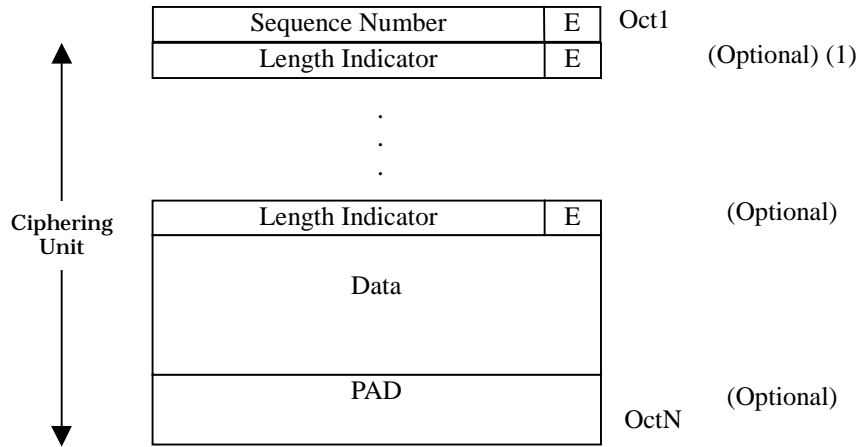 Sequence Number E Oct1
Length Indicator E (Optional) (1)
.
.
.
Length Indicator E (Optional)
Ciphering
Unit
Data
PAD (Optional)
OctN